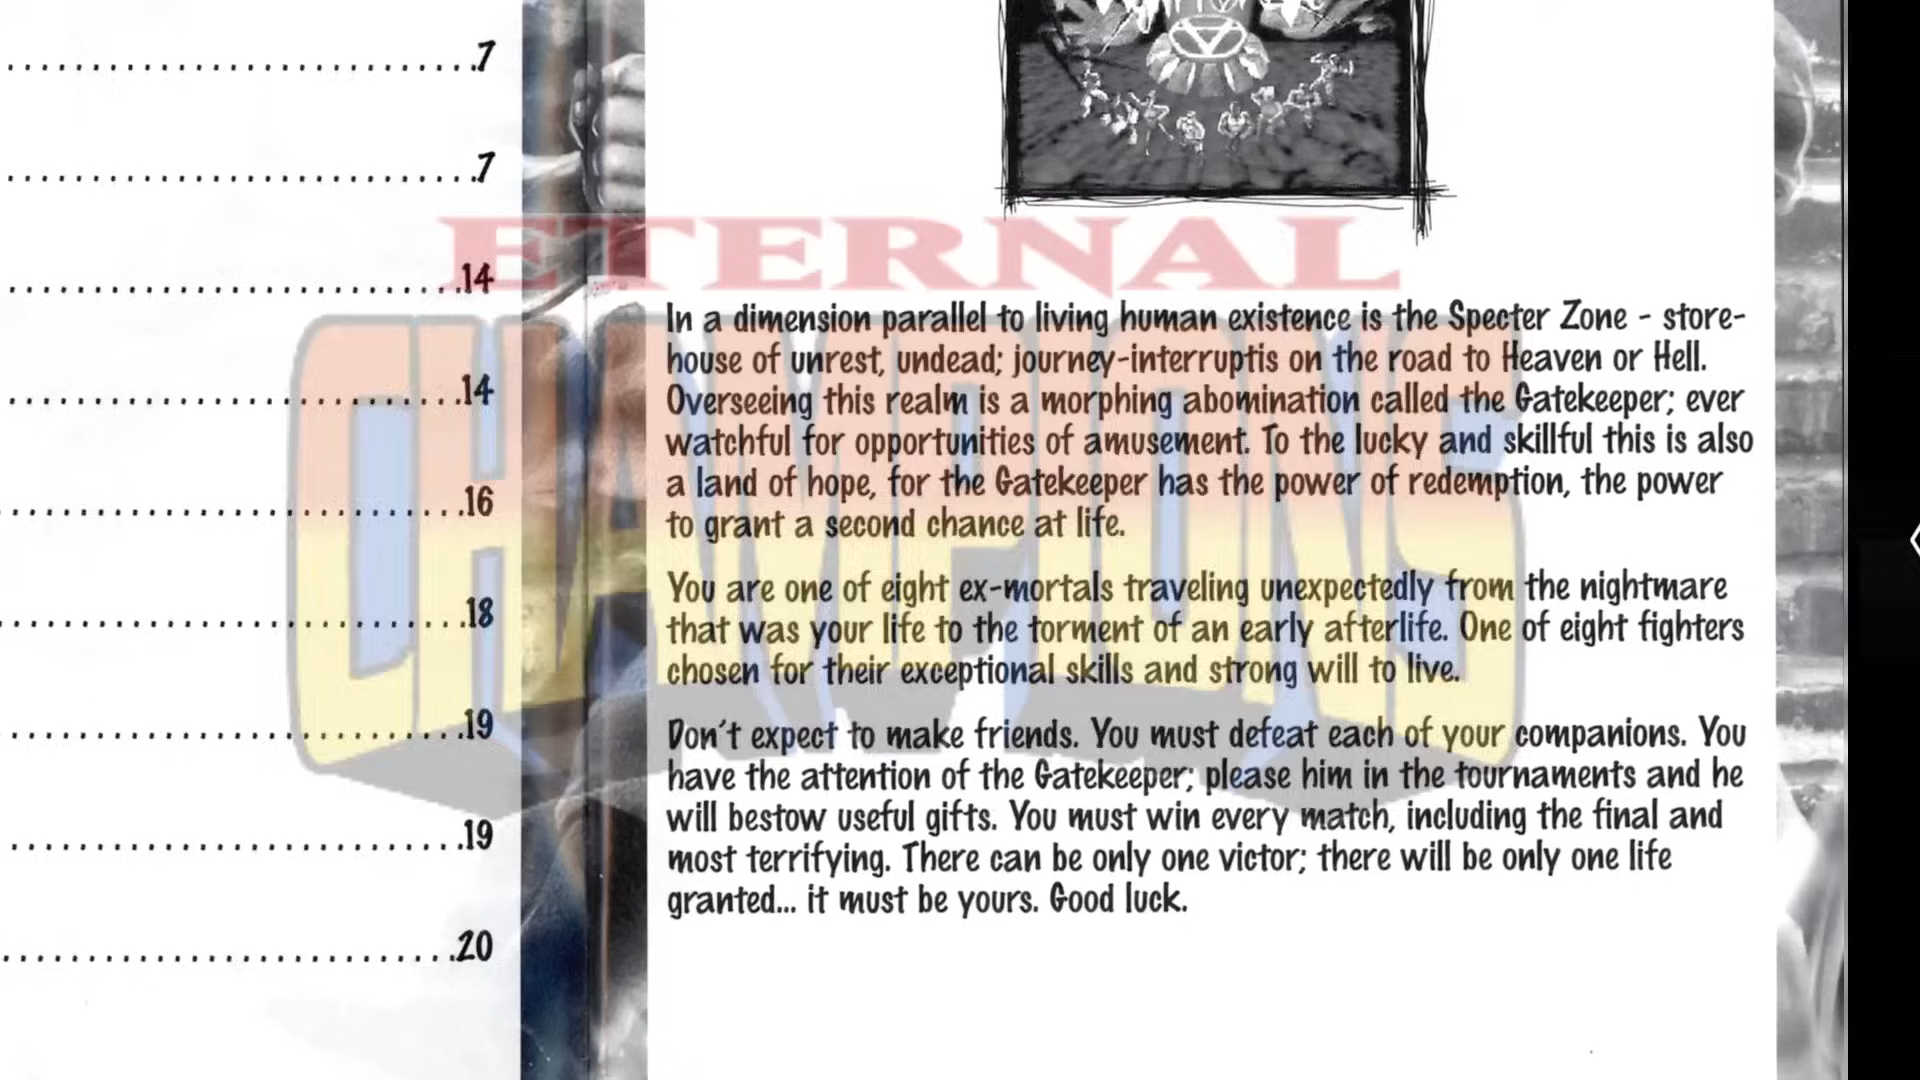 .......................................7
.......................................7
.......................................14
.......................................14
.......................................16
.......................................18
.......................................19
.......................................19
.......................................20
ETERNAL
CHAMPIONS
In a dimension parallel to living human existence is the Specter Zone - store-
house of unrest, undead; journey-interruptis on the road to Heaven or Hell.
Overseeing this realm is a morphing abomination called the Gatekeeper; ever
watchful for opportunities of amusement. To the lucky and skillful this is also
a land of hope, for the Gatekeeper has the power of redemption, the power
to grant a second chance at life.
You are one of eight ex-mortals traveling unexpectedly from the nightmare
that was your life to the torment of an early afterlife. One of eight fighters
chosen for their exceptional skills and strong will to live.
Don't expect to make friends. You must defeat each of your companions. You
have the attention of the Gatekeeper; please him in the tournaments and he
will bestow useful gifts. You must win every match, including the final and
most terrifying. There can be only one victor; there will be only one life
granted... it must be yours. Good luck.